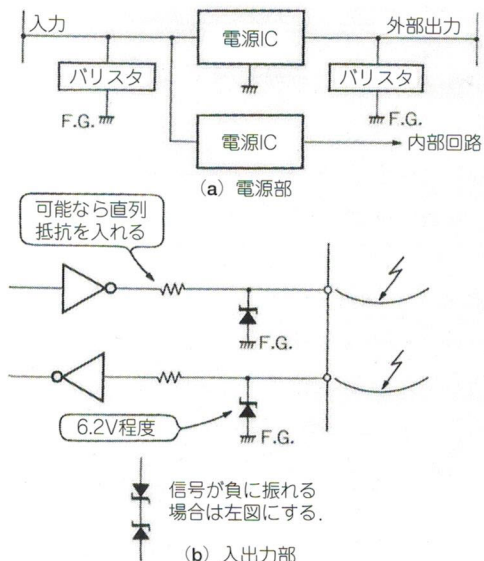 入力
電源IC
外部出力
バリスタ
バリスタ
F.G.
F.G.
電源IC
内部回路
(a) 電源部
可能なら直列
抵抗を入れる
F.G.
6.2V程度
F.G.
信号が負に振れる
場合は左図にする.
(b) 入出力部